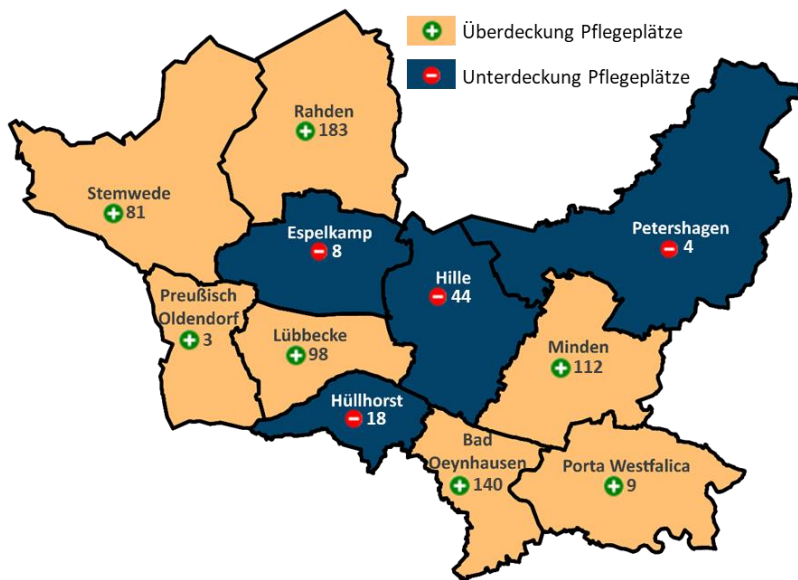 Überdeckung Pflegeplätze
Unterdeckung Pflegeplätze
Rahden
183
Stemwede
81
Espelkamp
8
Petershagen
4
Hille
44
Preußisch
Oldendorf
3
Lübbecke
98
Minden
112
Hüllhorst
18
Bad
Oeynhausen
140
Porta Westfalica
9